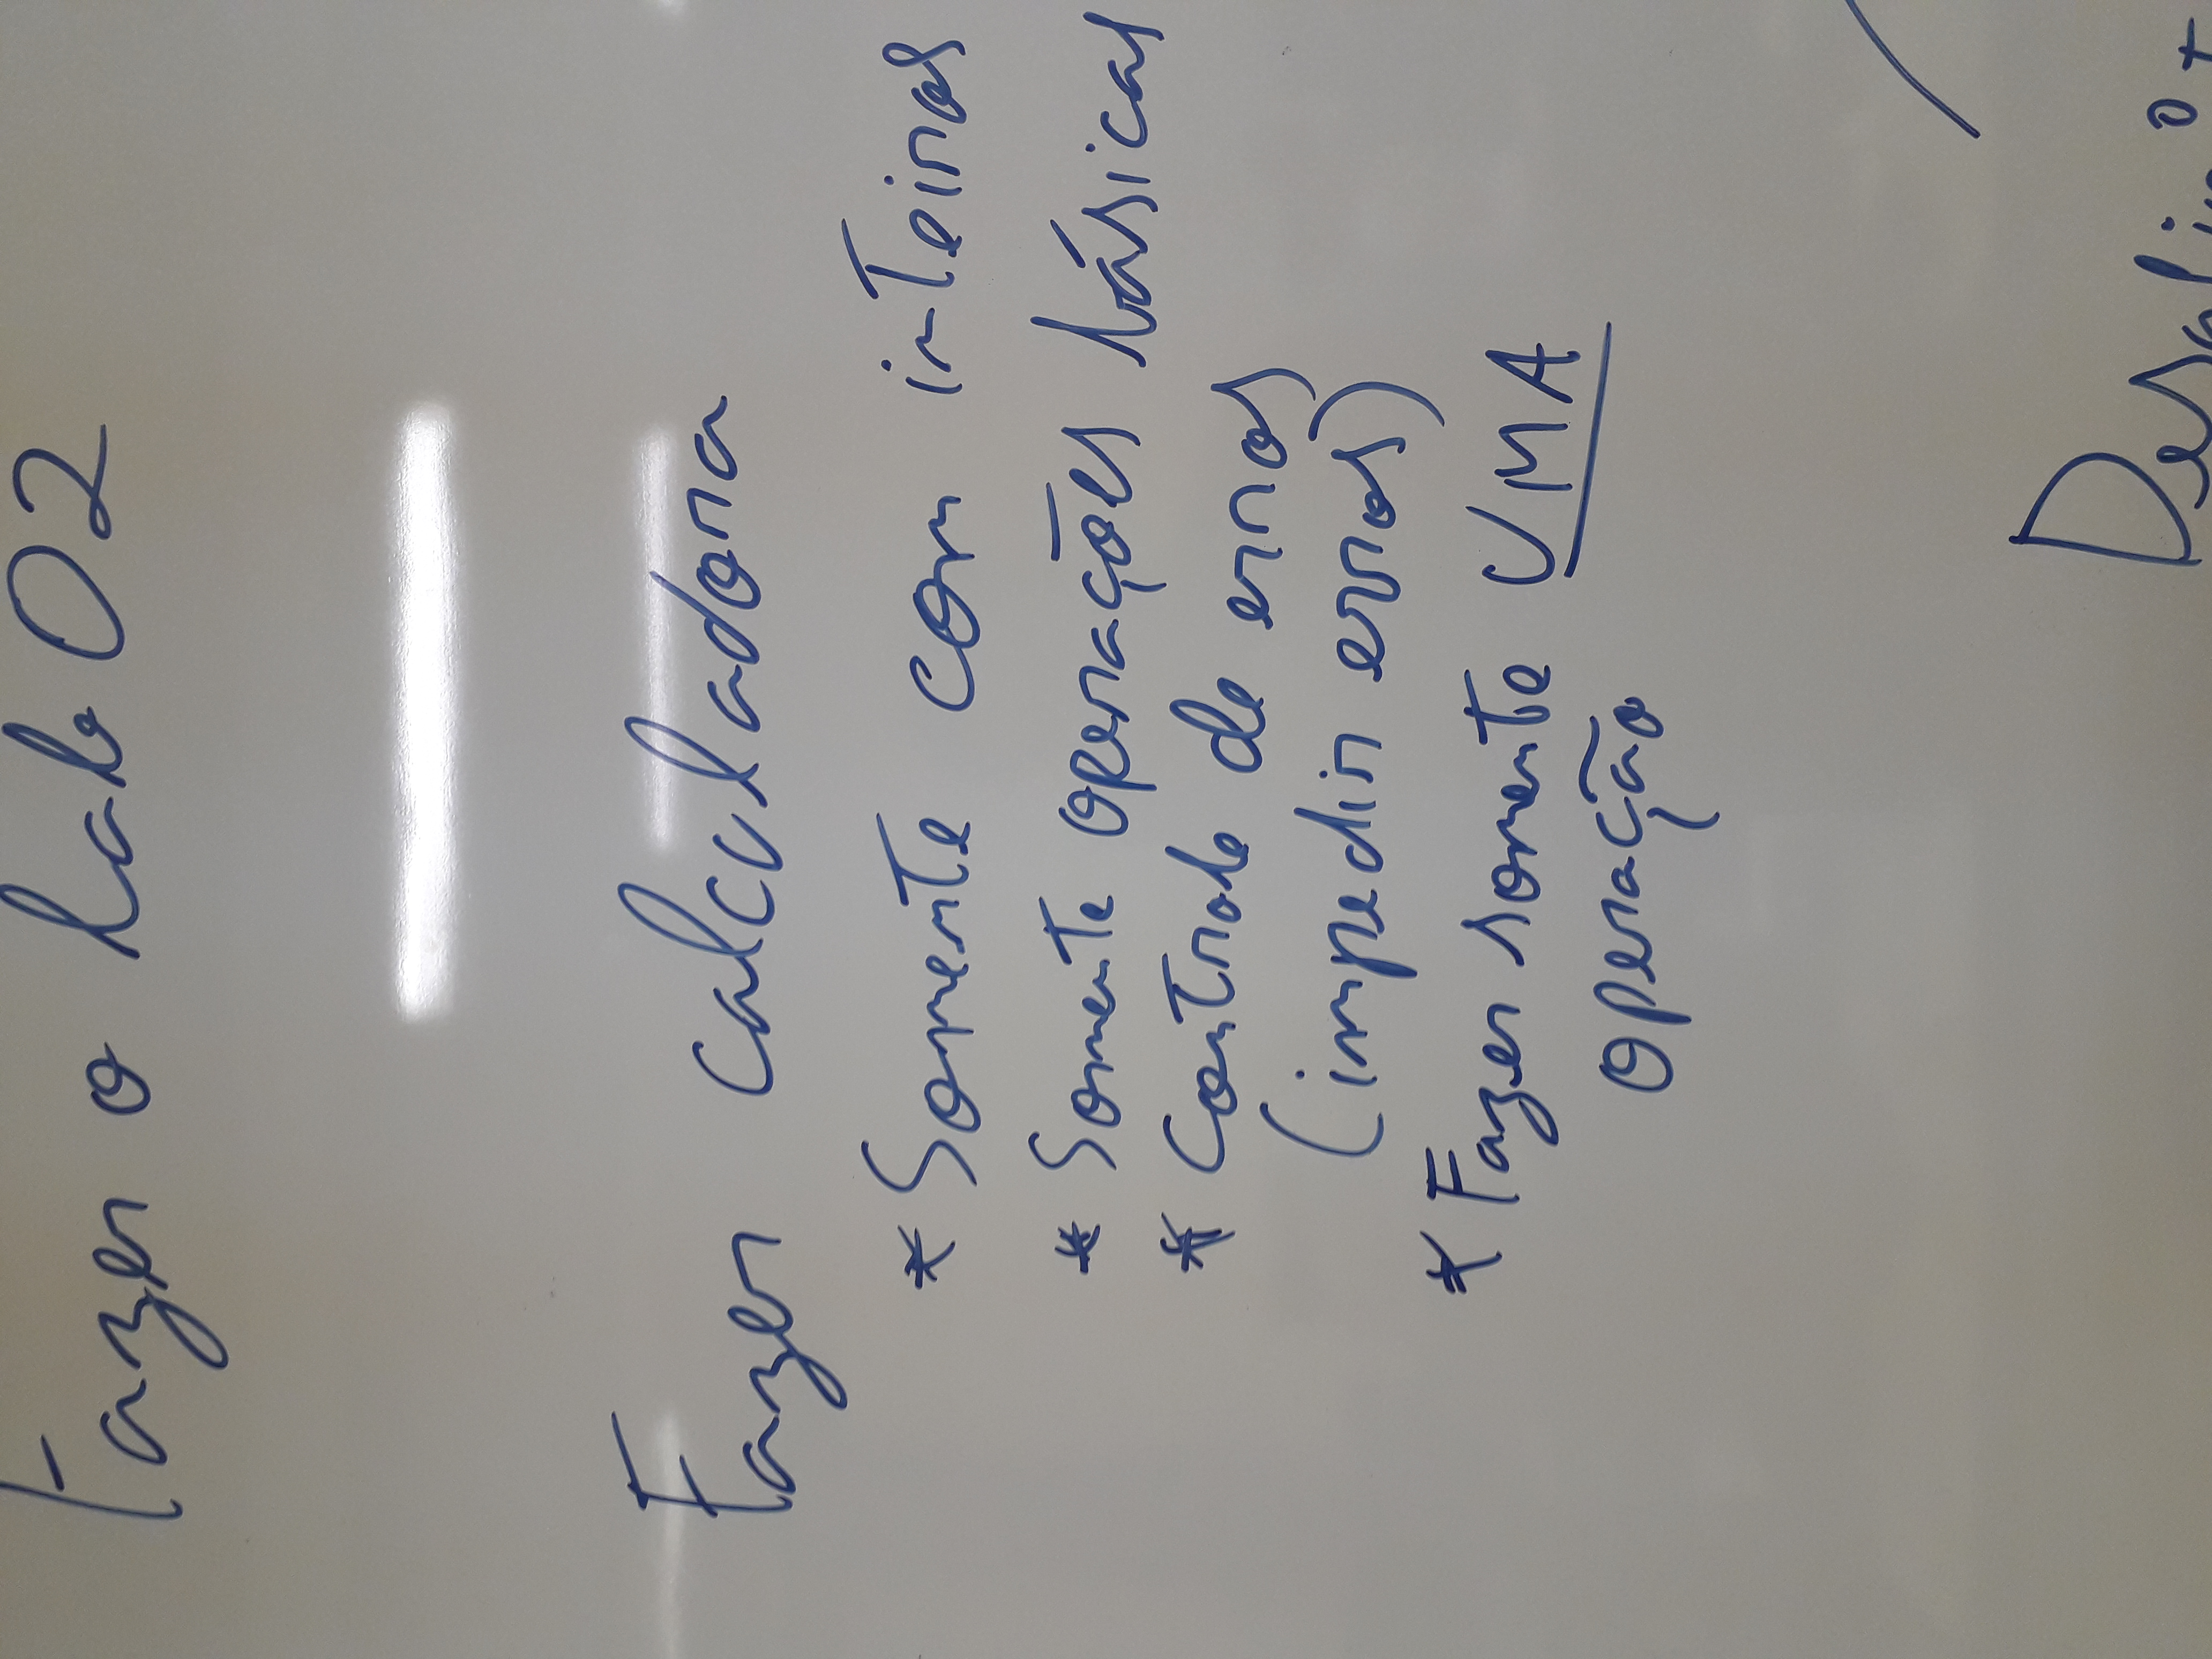 Fazer o lab 02
Fazer calculadora
* Somente com inteiros
* Somente operações básicas
* Controle de erros
(impedir erros)
* Fazer somente UMA
operação